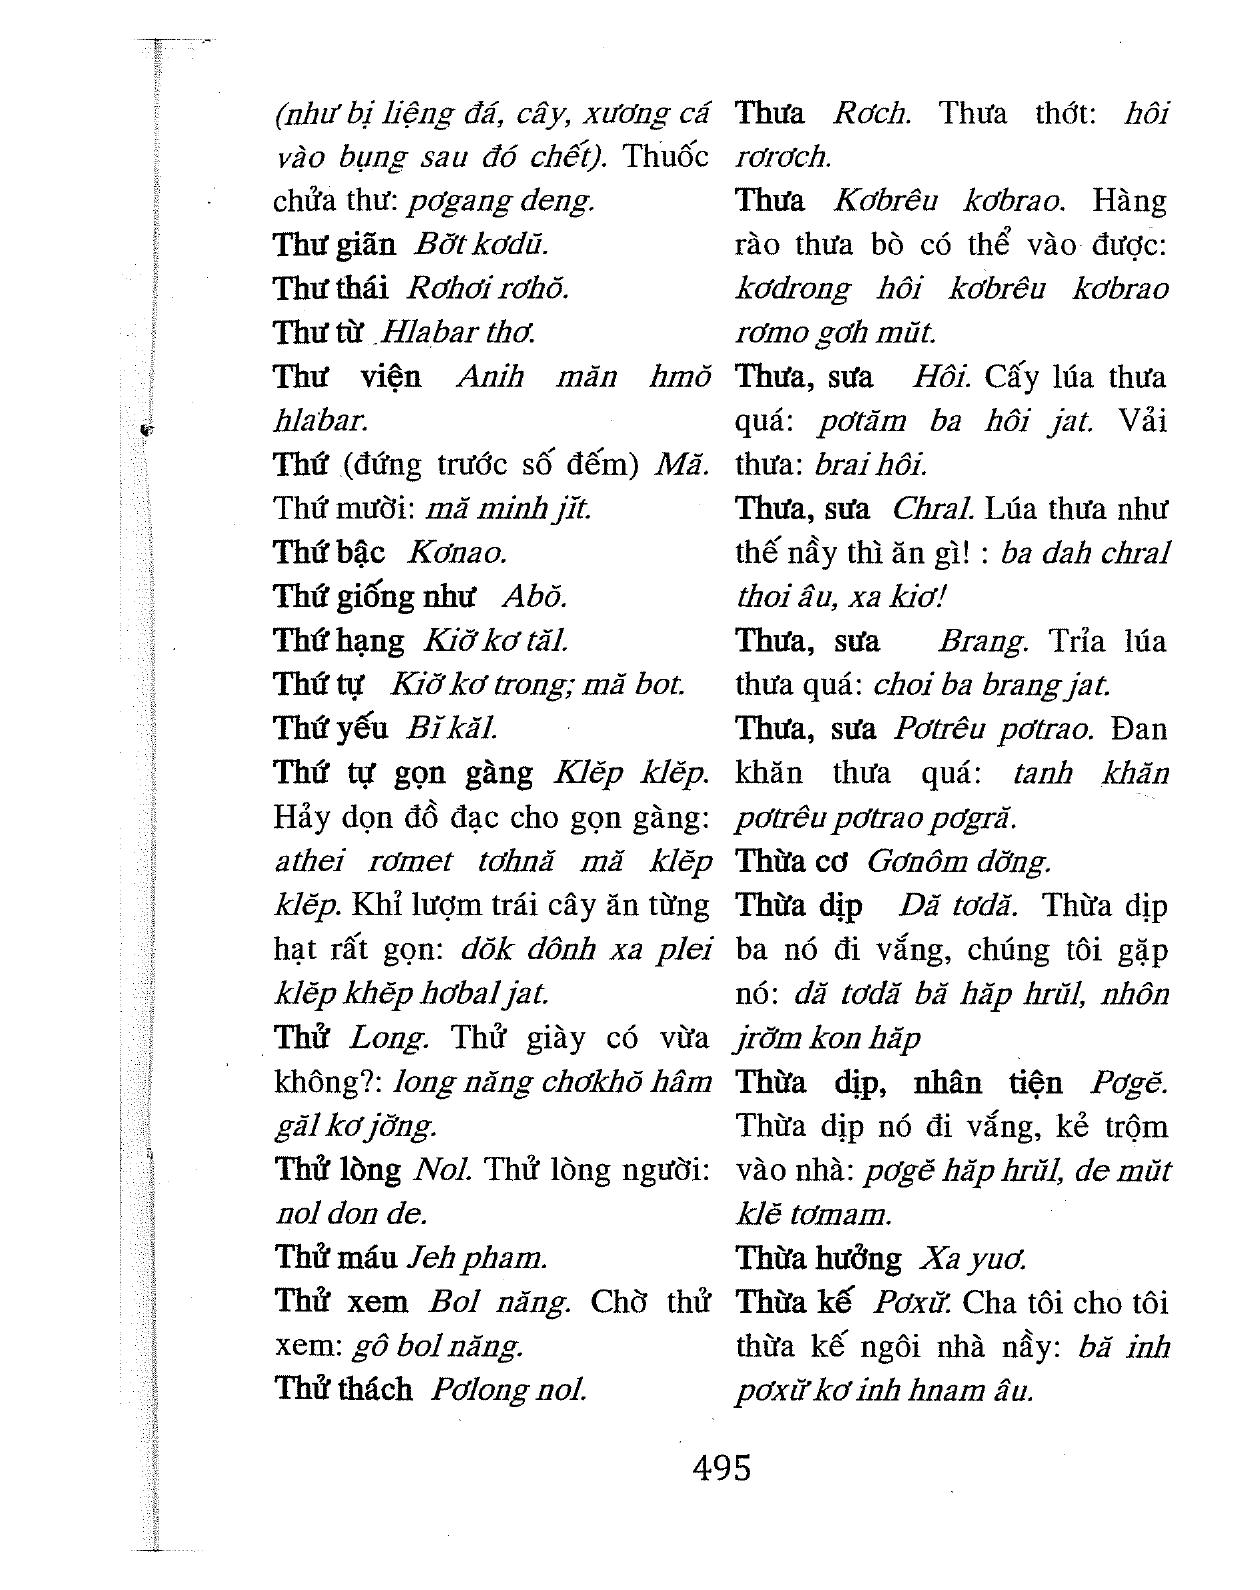 (như bị liệng đá, cây, xương cá
vào bụng sau đó chết). Thuốc
chửa thư: pơgang deng.
Thư giãn Bơ̆t kơdŭ.
Thư thái Rơhơi rơhŏ.
Thư từ Hlabar thơ.
Thư viện Anih măn hmŏ
hlabar.
Thứ (đứng trước số đếm) Mă.
Thứ mười: mă minh jĭt.
Thứ bậc Kơnao.
Thứ giống như Abŏ.
Thứ hạng Kiơ̆ kơ tăl.
Thứ tự Kiơ̆ kơ trong; mă bot.
Thứ yếu Bĭ kăl.
Thứ tự gọn gàng Klĕp klĕp.
Hảy dọn đồ đạc cho gọn gàng:
athei rơmet tơhnă mă klĕp
klĕp. Khỉ lượm trái cây ăn từng
hạt rất gọn: dŏk dônh xa plei
klĕp khĕp hơbal jat.
Thử Long. Thử giày có vừa
không?: long năng chơkhŏ hâm
găl kơ jơ̆ng.
Thử lòng Nol. Thử lòng người:
nol don de.
Thử máu Jeh pham.
Thử xem Bol năng. Chờ thử
xem: gô bol năng.
Thử thách Pơlong nol.
Thưa Rơch. Thưa thớt: hôi
rơrơch.
Thưa Kơbrêu kơbrao. Hàng
rào thưa bò có thể vào được:
kơdrong hôi kơbrêu kơbrao
rơmo gơh mŭt.
Thưa, sưa Hôi. Cấy lúa thưa
quá: pơtăm ba hôi jat. Vải
thưa: brai hôi.
Thưa, sưa Chral. Lúa thưa như
thế nầy thì ăn gì! : ba dah chral
thoi âu, xa kiơ!
Thưa, sưa Brang. Trỉa lúa
thưa quá: choi ba brang jat.
Thưa, sưa Pơtrêu pơtrao. Đan
khăn thưa quá: tanh khăn
pơtrêu pơtrao pơgră.
Thừa cơ Gơnôm dơ̆ng.
Thừa dịp Dă tơdă. Thừa dịp
ba nó đi vắng, chúng tôi gặp
nó: dă tơdă bă hăp hrŭl, nhôn
jrơ̆m kon hăp
Thừa dịp, nhân tiện Pơgĕ.
Thừa dịp nó đi vắng, kẻ trộm
vào nhà: pơgĕ hăp hrŭl, de mŭt
klĕ tơmam.
Thừa hưởng Xa yuơ.
Thừa kế Pơxư̆. Cha tôi cho tôi
thừa kế ngôi nhà nầy: bă inh
pơxư̆ kơ inh hnam âu.
495